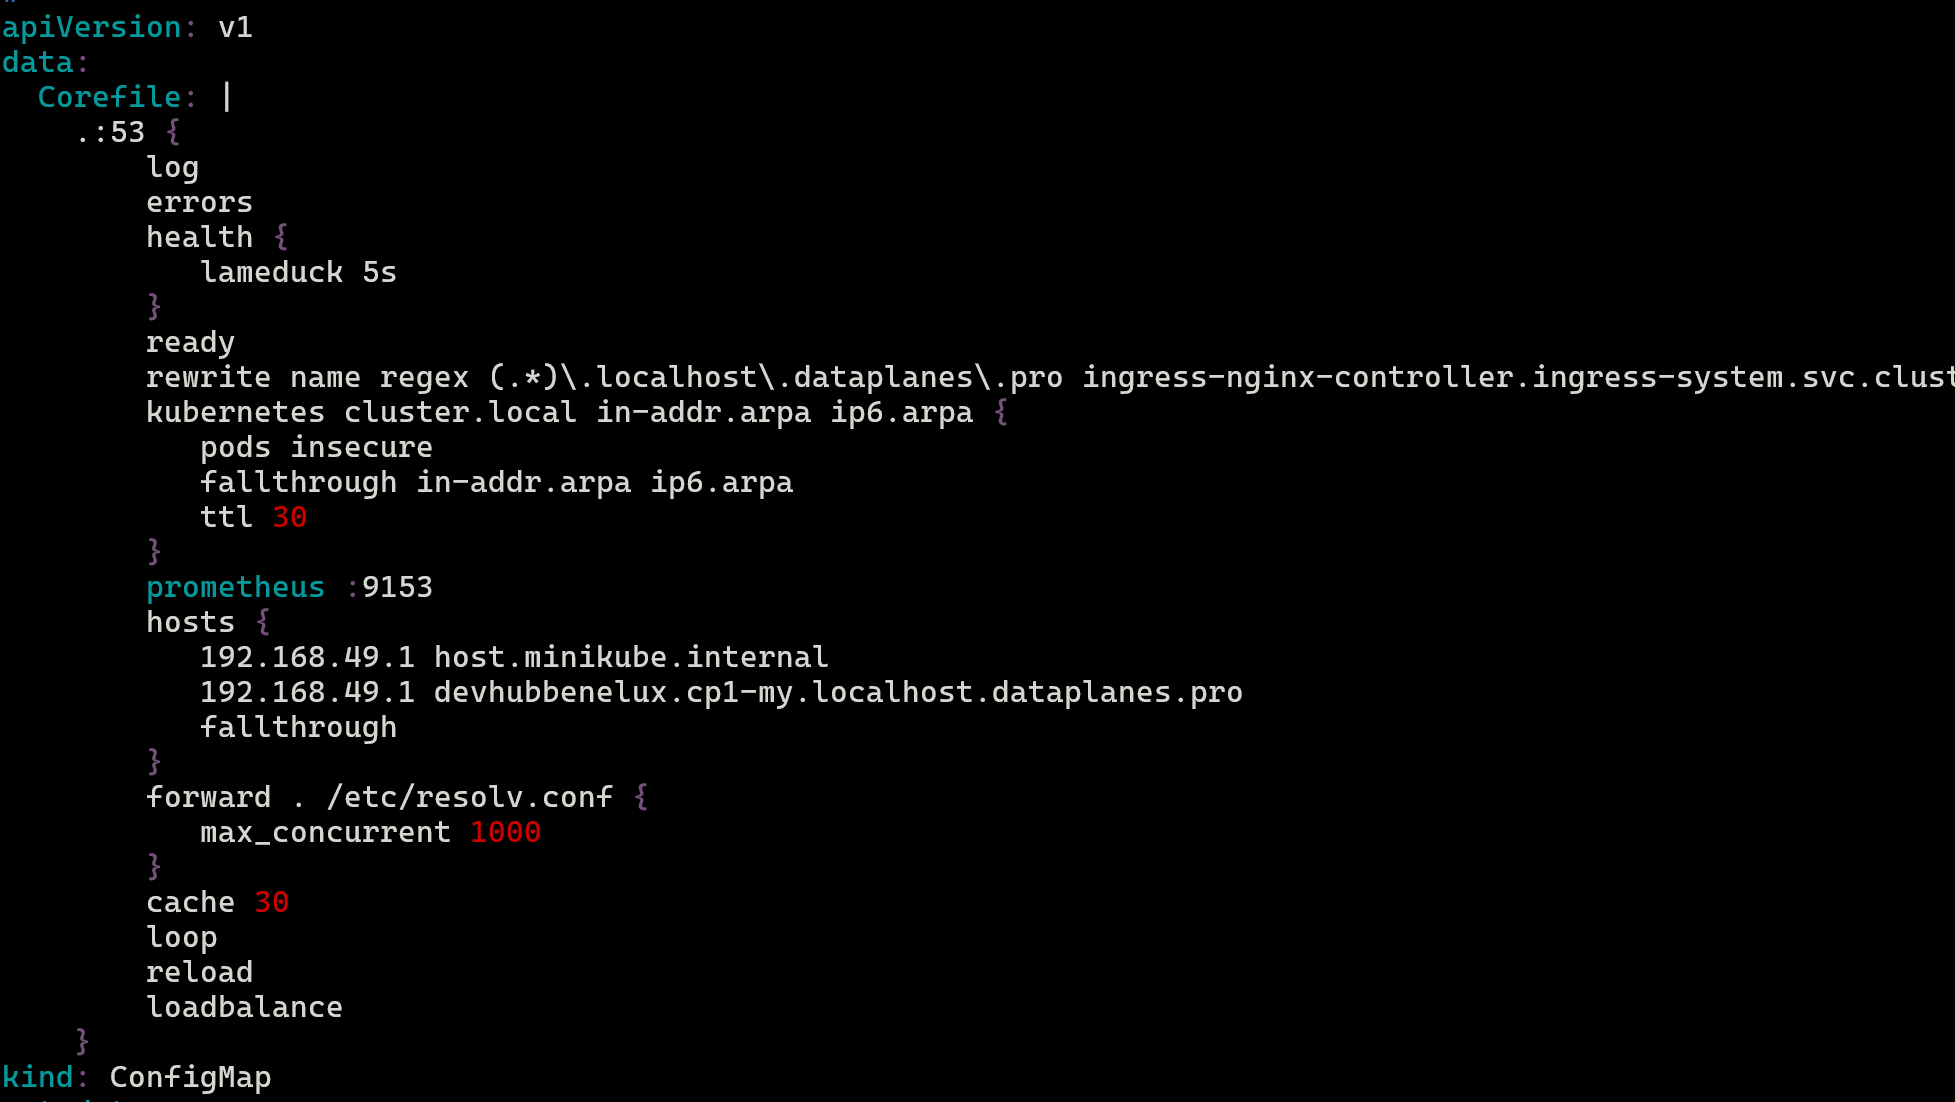 apiVersion: v1
data:
  Corefile: |
    .:53 {
        log
        errors
        health {
           lameduck 5s
        }
        ready
        rewrite name regex (.*)\.localhost\.dataplanes\.pro ingress-nginx-controller.ingress-system.svc.clust
        kubernetes cluster.local in-addr.arpa ip6.arpa {
           pods insecure
           fallthrough in-addr.arpa ip6.arpa
           ttl 30
        }
        prometheus :9153
        hosts {
           192.168.49.1 host.minikube.internal
           192.168.49.1 devhubbenelux.cp1-my.localhost.dataplanes.pro
           fallthrough
        }
        forward . /etc/resolv.conf {
           max_concurrent 1000
        }
        cache 30
        loop
        reload
        loadbalance
    }
kind: ConfigMap